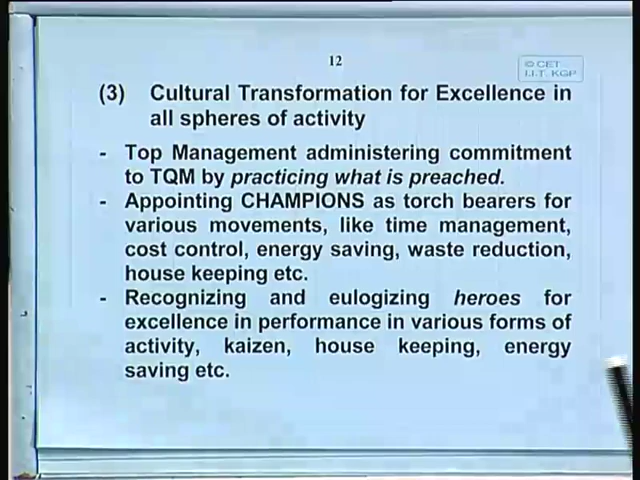 12
© CET
I.I.T. KGP
(3) Cultural Transformation for Excellence in
all spheres of activity
- Top Management administering commitment
to TQM by practicing what is preached.
- Appointing CHAMPIONS as torch bearers for
various movements, like time management,
cost control, energy saving, waste reduction,
house keeping etc.
- Recognizing and eulogizing heroes for
excellence in performance in various forms of
activity, kaizen, house keeping, energy
saving etc.